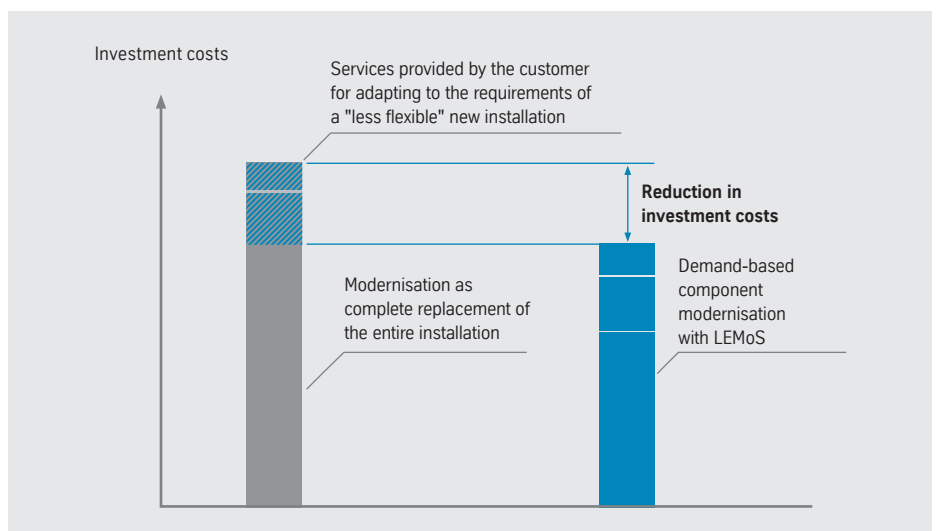 Investment costs
Services provided by the customer
for adapting to the requirements of
a "less flexible" new installation
Reduction in
investment costs
Modernisation as
complete replacement of
the entire installation
Demand-based
component
modernisation
with LEMoS